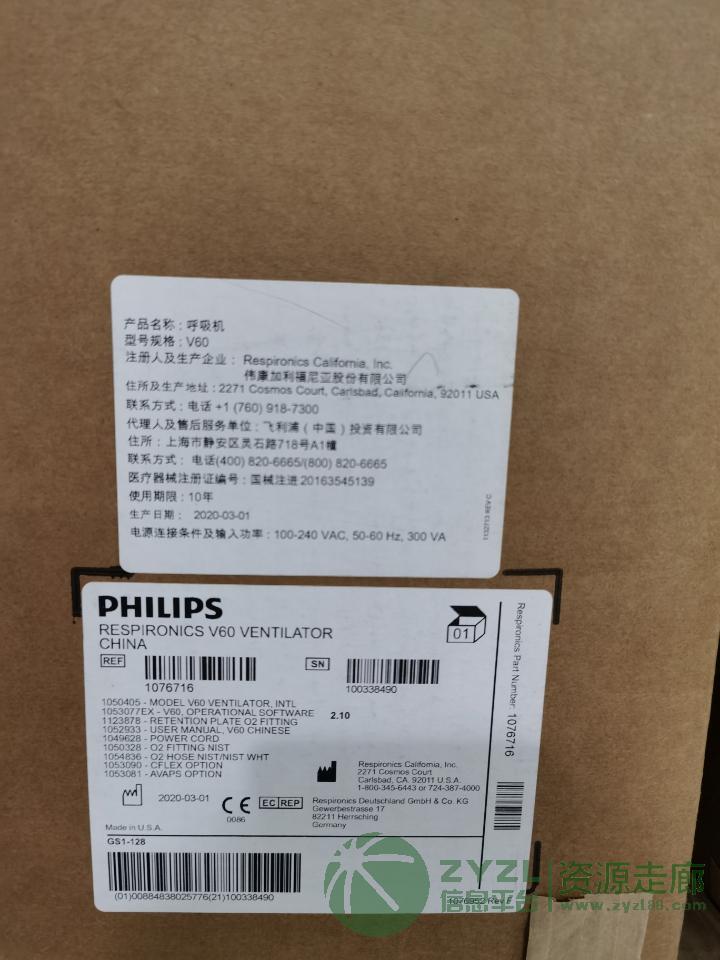 产品名称：呼吸机
型号规格：V60
注册人及生产企业： Respironics California, Inc.
伟康加利福尼亚股份有限公司
住所及生产地址：2271 Cosmos Court, Carlsbad, California, 92011 USA
联系方式：电话 +1 (760) 918-7300
代理人及售后服务单位：飞利浦（中国）投资有限公司
住所：上海市静安区灵石路718号A1幢
联系方式： 电话(400) 820-6665/(800) 820-6665
医疗器械注册证编号：国械注进 20163545139
使用期限：10年
生产日期： 2020-03-01
电源连接条件及输入功率：100-240 VAC, 50-60 Hz, 300 VA
PHILIPS
RESPIRONICS V60 VENTILATOR
CHINA
01
REF
1076716
SN
100338490
1050405 - MODEL V60 VENTILATOR, INTL
1053077EX - V60, OPERATIONAL SOFTWARE 2.10
1123878 - RETENTION PLATE O2 FITTING
1052933 - USER MANUAL, V60 CHINESE
1049628 - POWER CORD
1050328 - O2 FITTING NIST
1054836 - O2 HOSE NIST/NIST WHT
1053090 - CFLEX OPTION
1053081 - AVAPS OPTION
Respironics California, Inc.
2271 Cosmos Court
Carlsbad, CA. 92011 U.S.A.
1-800-345-6443 or 724-387-4000
2020-03-01
CE
0086
EC REP
Respironics Deutschland GmbH & Co. KG
Gewerbestrasse 17
82211 Herrsching
Germany
Made in U.S.A.
GS1-128
(01)00884838025776(21)100338490
1076952 Rev F
Respironics Part Number: 1076716
ZYZL 资源走廊
信息平台 www.zyzl88.com